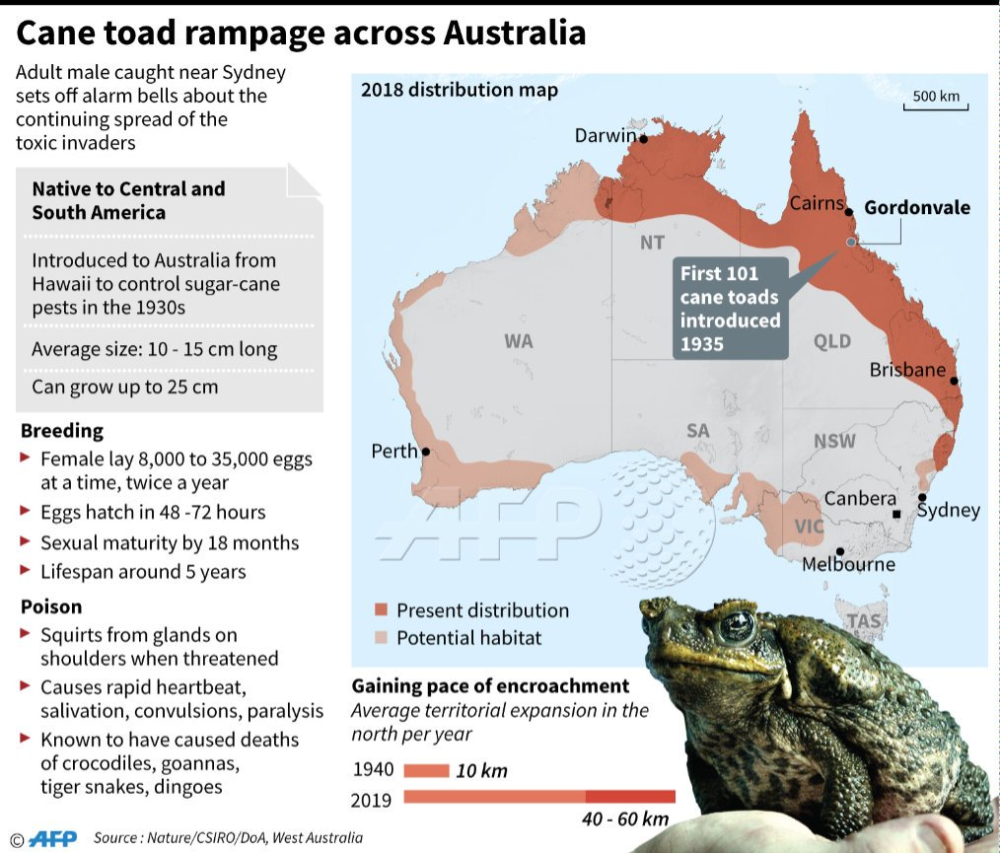 Cane toad rampage across Australia
Adult male caught near Sydney
sets off alarm bells about the
continuing spread of the
toxic invaders
Native to Central and
South America
Introduced to Australia from
Hawaii to control sugar-cane
pests in the 1930s
Average size: 10 - 15 cm long
Can grow up to 25 cm
Breeding
Female lay 8,000 to 35,000 eggs
at a time, twice a year
Eggs hatch in 48 -72 hours
Sexual maturity by 18 months
Lifespan around 5 years
Poison
Squirts from glands on
shoulders when threatened
Causes rapid heartbeat,
salivation, convulsions, paralysis
Known to have caused deaths
of crocodiles, goannas,
tiger snakes, dingoes
2018 distribution map
500 km
Darwin
Cairns
Gordonvale
NT
First 101
cane toads
introduced
1935
WA
QLD
Brisbane
SA
NSW
Perth
Canbera
Sydney
AFP
VIC
Melbourne
Present distribution
TAS
Potential habitat
Gaining pace of encroachment
Average territorial expansion in the
north per year
1940
10 km
2019
40 - 60 km
© AFP
Source : Nature/CSIRO/DoA, West Australia